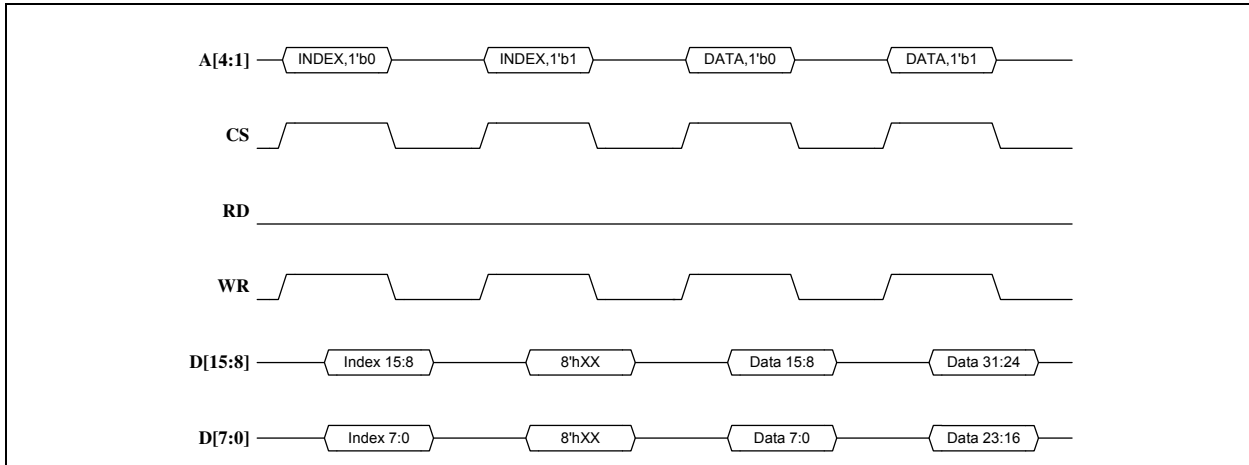 A[4:1] INDEX,1'b0 INDEX,1'b1 DATA,1'b0 DATA,1'b1
CS
RD
WR
D[15:8] Index 15:8 8'hXX Data 15:8 Data 31:24
D[7:0] Index 7:0 8'hXX Data 7:0 Data 23:16